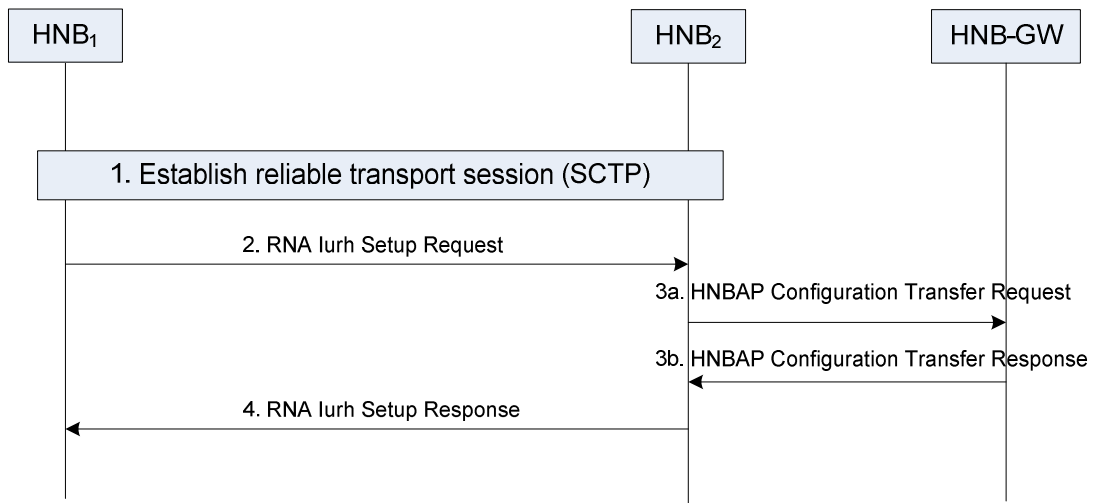 HNB₁
HNB₂
HNB-GW
1. Establish reliable transport session (SCTP)
2. RNA Iurh Setup Request
3a. HNBAP Configuration Transfer Request
3b. HNBAP Configuration Transfer Response
4. RNA Iurh Setup Response